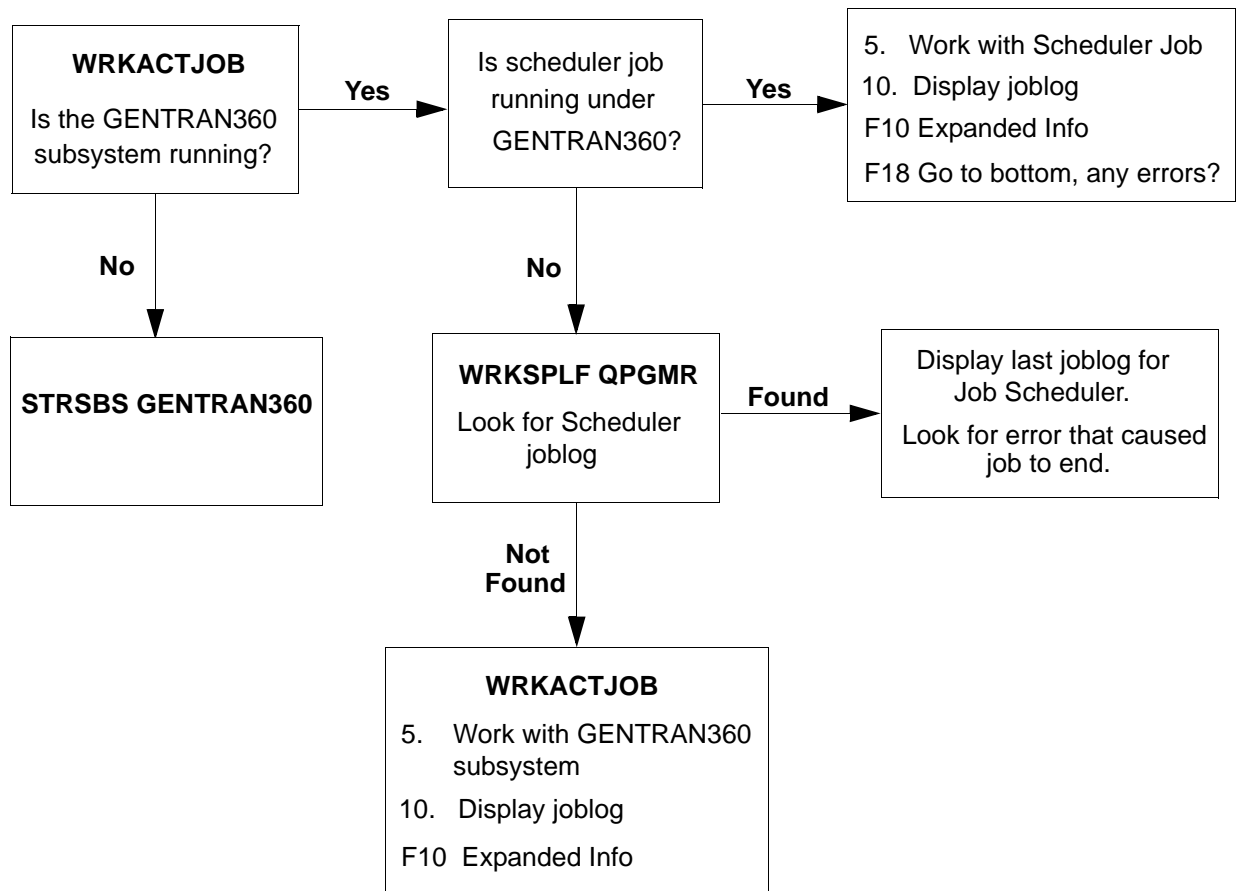 WRKACTJOB
Is the GENTRAN360
subsystem running?
Yes
Is scheduler job
running under
GENTRAN360?
Yes
5. Work with Scheduler Job
10. Display joblog
F10 Expanded Info
F18 Go to bottom, any errors?
No
No
STRSBS GENTRAN360
WRKSPLF QPGMR
Look for Scheduler
joblog
Found
Display last joblog for
Job Scheduler.
Look for error that caused
job to end.
Not
Found
WRKACTJOB
5. Work with GENTRAN360
subsystem
10. Display joblog
F10 Expanded Info